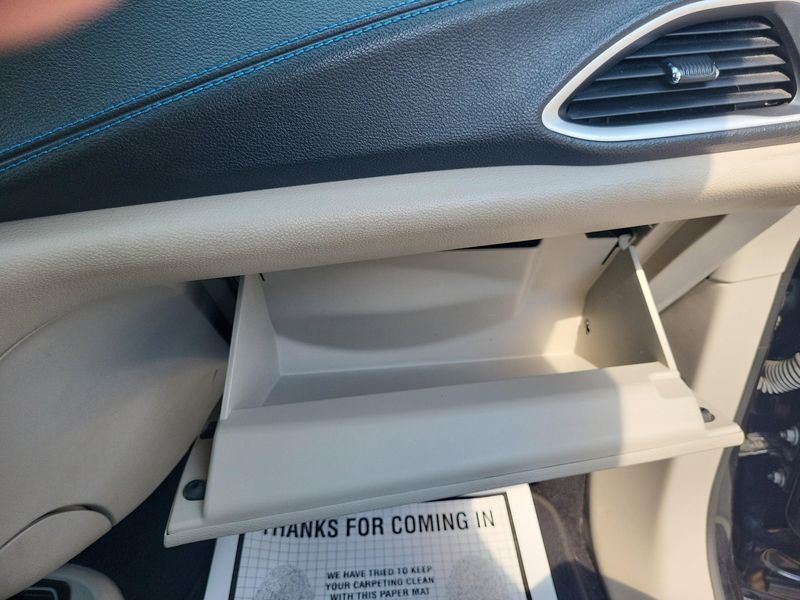 THANKS FOR COMING IN
WE HAVE TRIED TO KEEP
YOUR CARPETING CLEAN
WITH THIS PAPER MAT